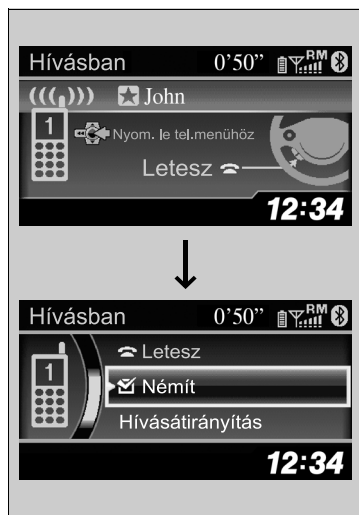 Hívásban 0’50” RM
John
1 Nyom. le tel.menühöz
Letesz
12:34
Hívásban 0’50” RM
Letesz
1 Némít
Hívásátirányítás
12:34